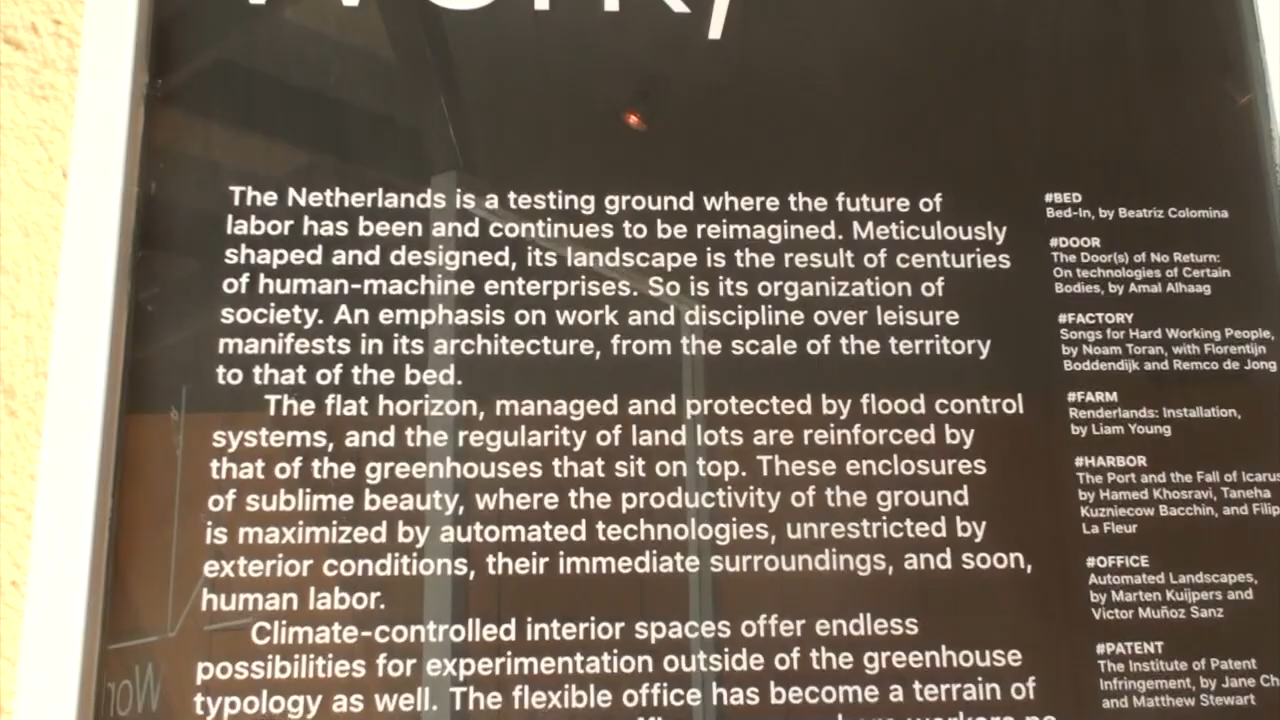 Work,
The Netherlands is a testing ground where the future of
labor has been and continues to be reimagined. Meticulously
shaped and designed, its landscape is the result of centuries
of human-machine enterprises. So is its organization of
society. An emphasis on work and discipline over leisure
manifests in its architecture, from the scale of the territory
to that of the bed.
The flat horizon, managed and protected by flood control
systems, and the regularity of land lots are reinforced by
that of the greenhouses that sit on top. These enclosures
of sublime beauty, where the productivity of the ground
is maximized by automated technologies, unrestricted by
exterior conditions, their immediate surroundings, and soon,
human labor.
Climate-controlled interior spaces offer endless
possibilities for experimentation outside of the greenhouse
typology as well. The flexible office has become a terrain of
#BED
Bed-In, by Beatriz Colomina
#DOOR
The Door(s) of No Return:
On technologies of Certain
Bodies, by Amal Alhaag
#FACTORY
Songs for Hard Working People,
by Noam Toran, with Florentijn
Boddendijk and Remco de Jong
#FARM
Renderlands: Installation,
by Liam Young
#HARBOR
The Port and the Fall of Icarus
by Hamed Khosravi, Taneha
Kuzniecow Bacchin, and Filip
La Fleur
#OFFICE
Automated Landscapes,
by Marten Kuijpers and
Victor Muñoz Sanz
#PATENT
The Institute of Patent
Infringement, by Jane
and Matthew Stewart